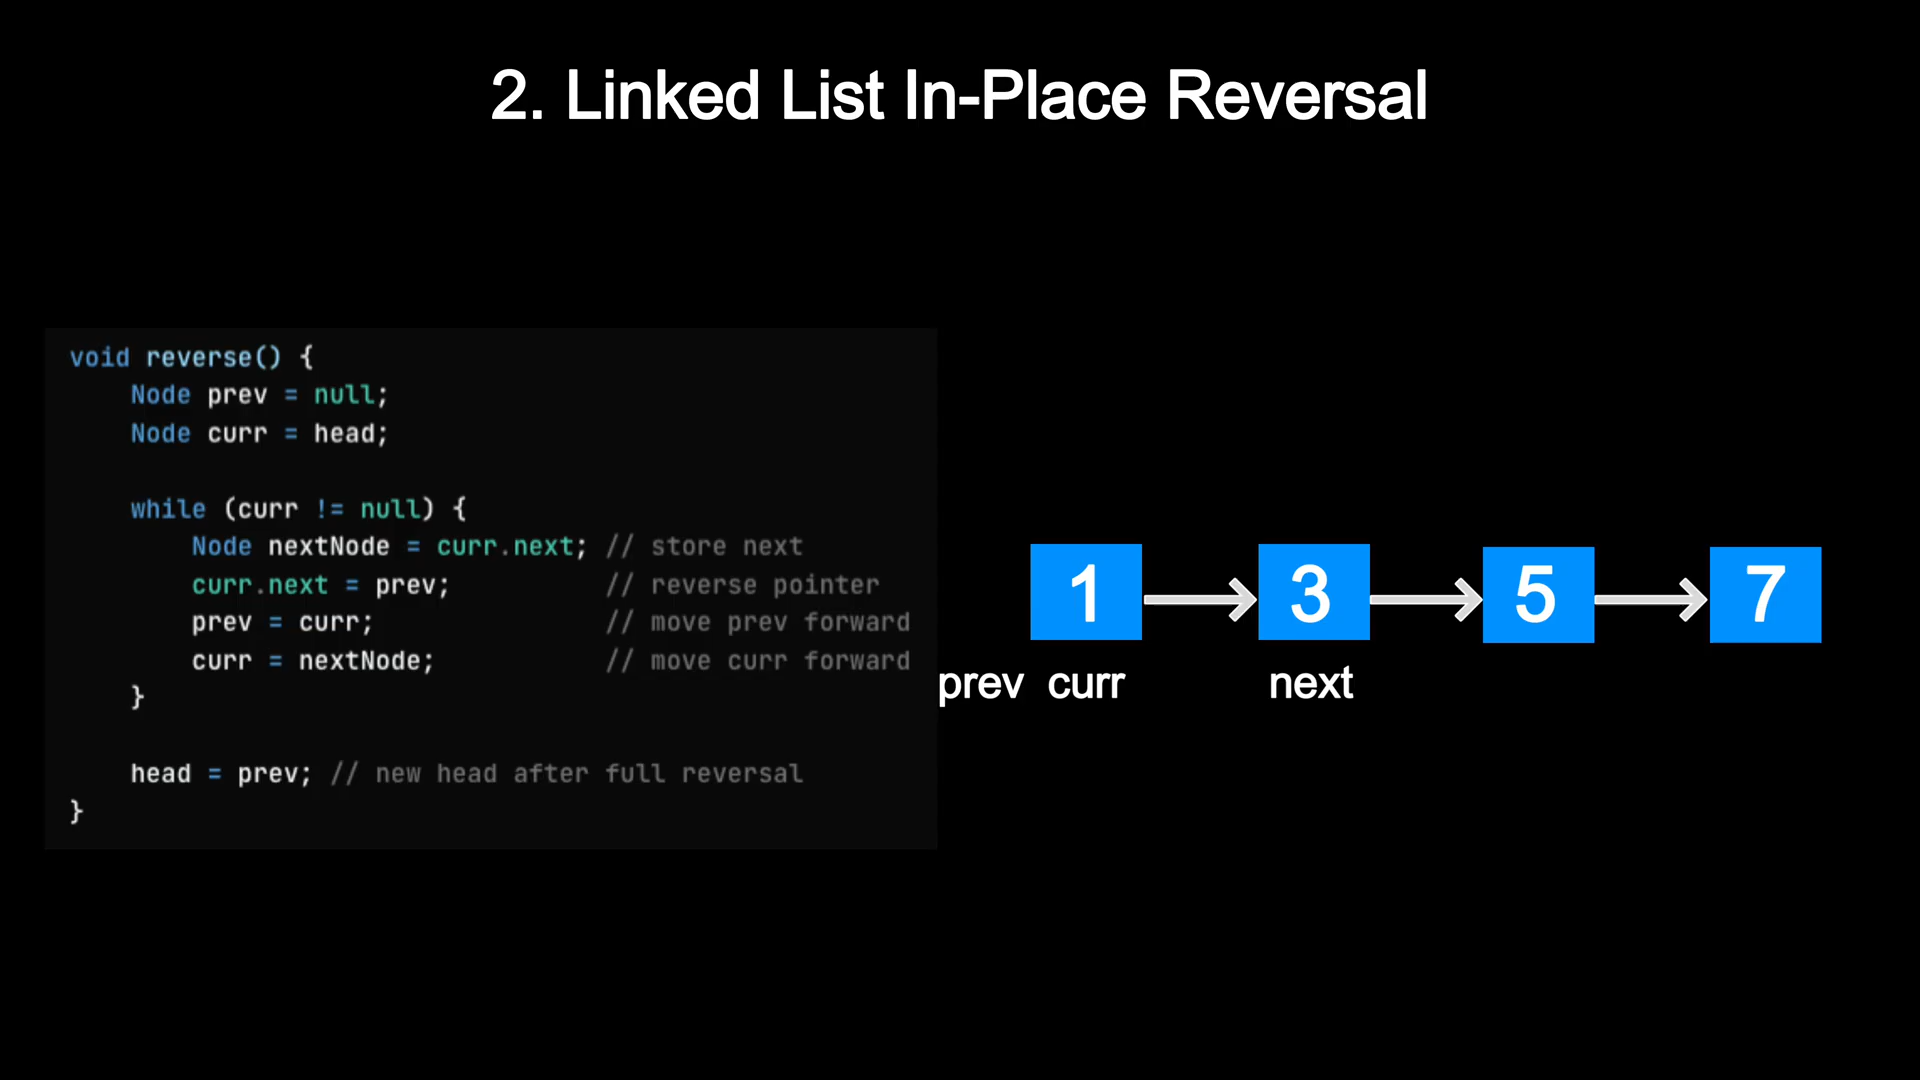 2. Linked List In-Place Reversal
void reverse() {
    Node prev = null;
    Node curr = head;
    while (curr != null) {
        Node nextNode = curr.next; // store next
        curr.next = prev;          // reverse pointer
        prev = curr;               // move prev forward
        curr = nextNode;           // move curr forward
    }
    head = prev; // new head after full reversal
}
1 3 5 7
prev curr next